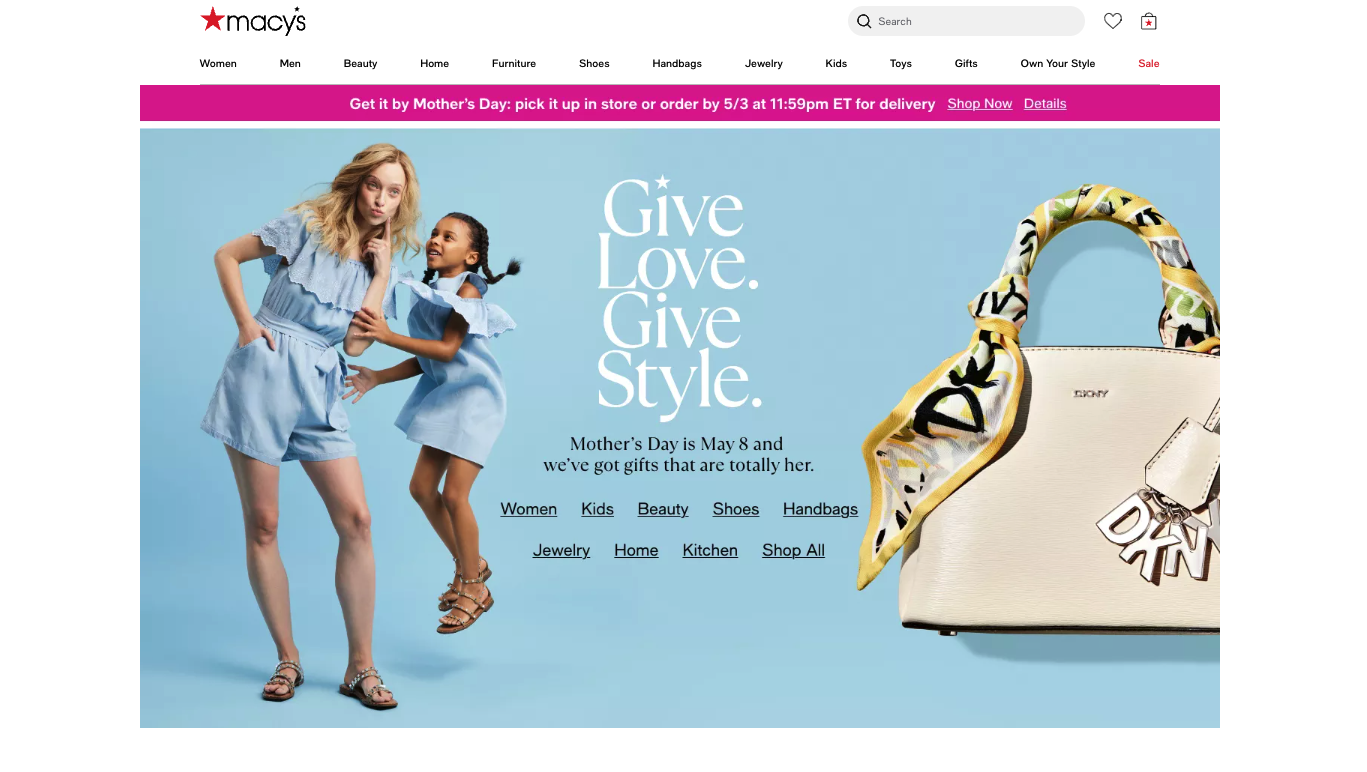 macy's
Search
Women Men Beauty Home Furniture Shoes Handbags Jewelry Kids Toys Gifts Own Your Style Sale
Get it by Mother's Day: pick it up in store or order by 5/3 at 11:59pm ET for delivery Shop Now Details
Give
Love.
Give
Style.
Mother's Day is May 8 and
we've got gifts that are totally her.
Women Kids Beauty Shoes Handbags
Jewelry Home Kitchen Shop All
DK
DKNY
DKN